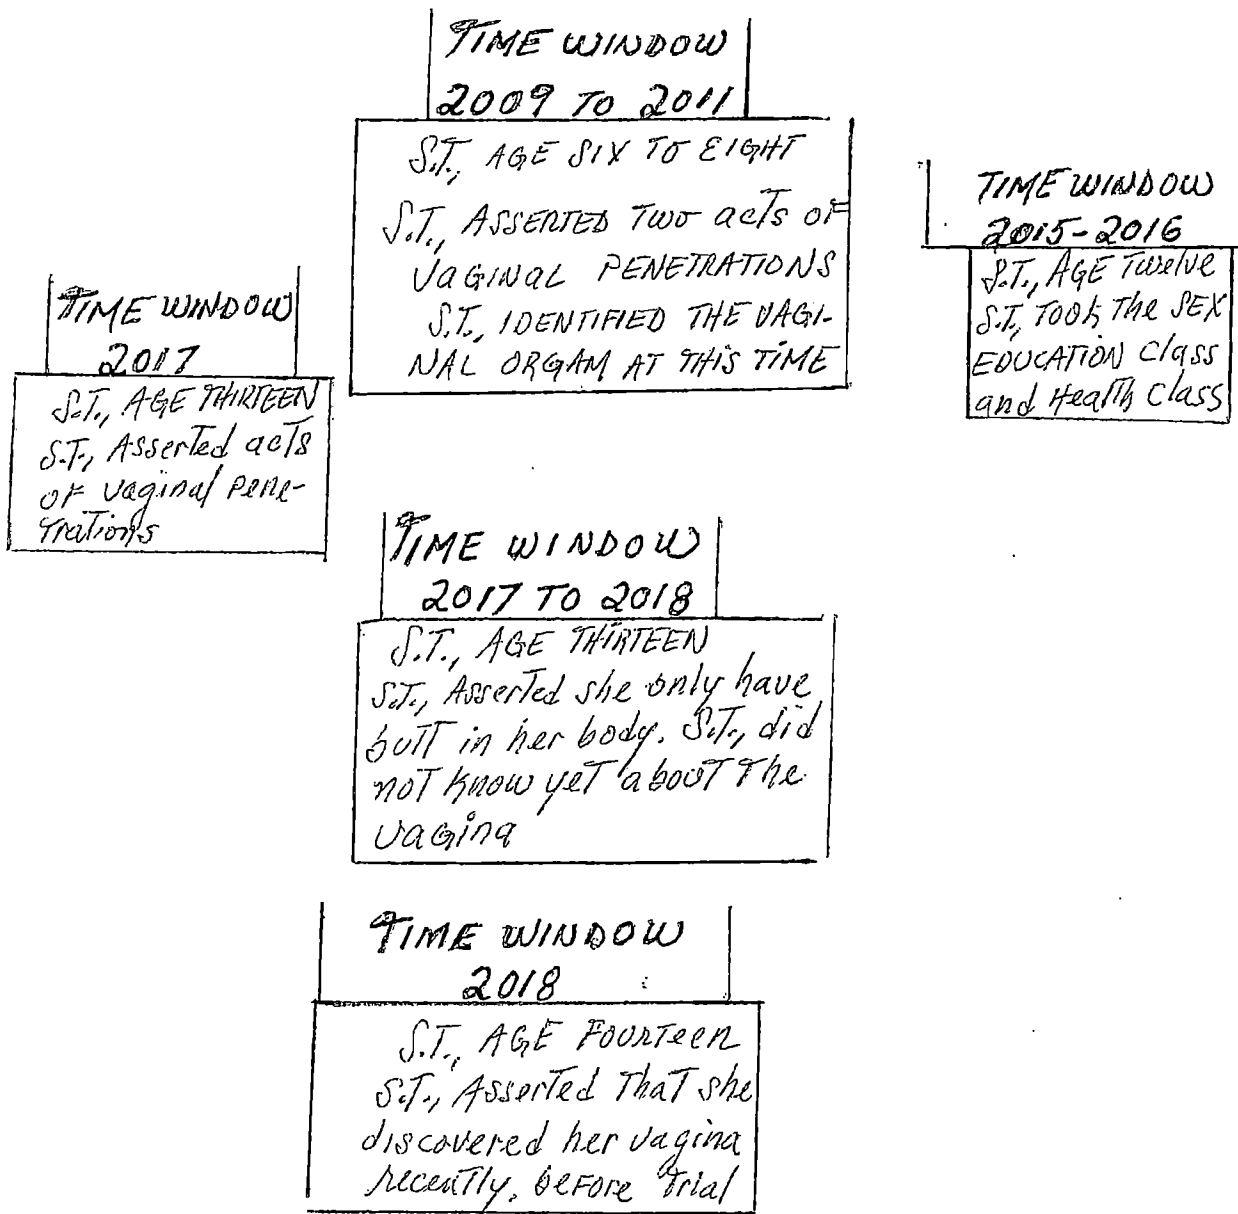 TIME WINDOW
2009 TO 2011
S.T., AGE SIX TO EIGHT
S.T., ASSERTED TWO acTs OF
VAGINAL PENETRATIONS
S.T., IDENTIFIED THE VAGI-
NAL ORGAM AT THIS TIME
TIME WINDOW
2015-2016
S.T., AGE Twelve
S.T., TOOK The SEX
EDUCATION Class
and HealTh Class
TIME WINDOW
2017
S.T., AGE THIRTEEN
S.T., AsserTed acTs
OF vaginal pene-
TraTions
TIME WINDOW
2017 TO 2018
S.T., AGE THIRTEEN
S.T., AsserTed she only have
buTT in her body. S.T., did
noT know yeT abouT The
vagina
TIME WINDOW
2018
S.T., AGE FOURTeen
S.T., AsserTed ThaT she
discovered her vagina
recenTly, beFore Trial